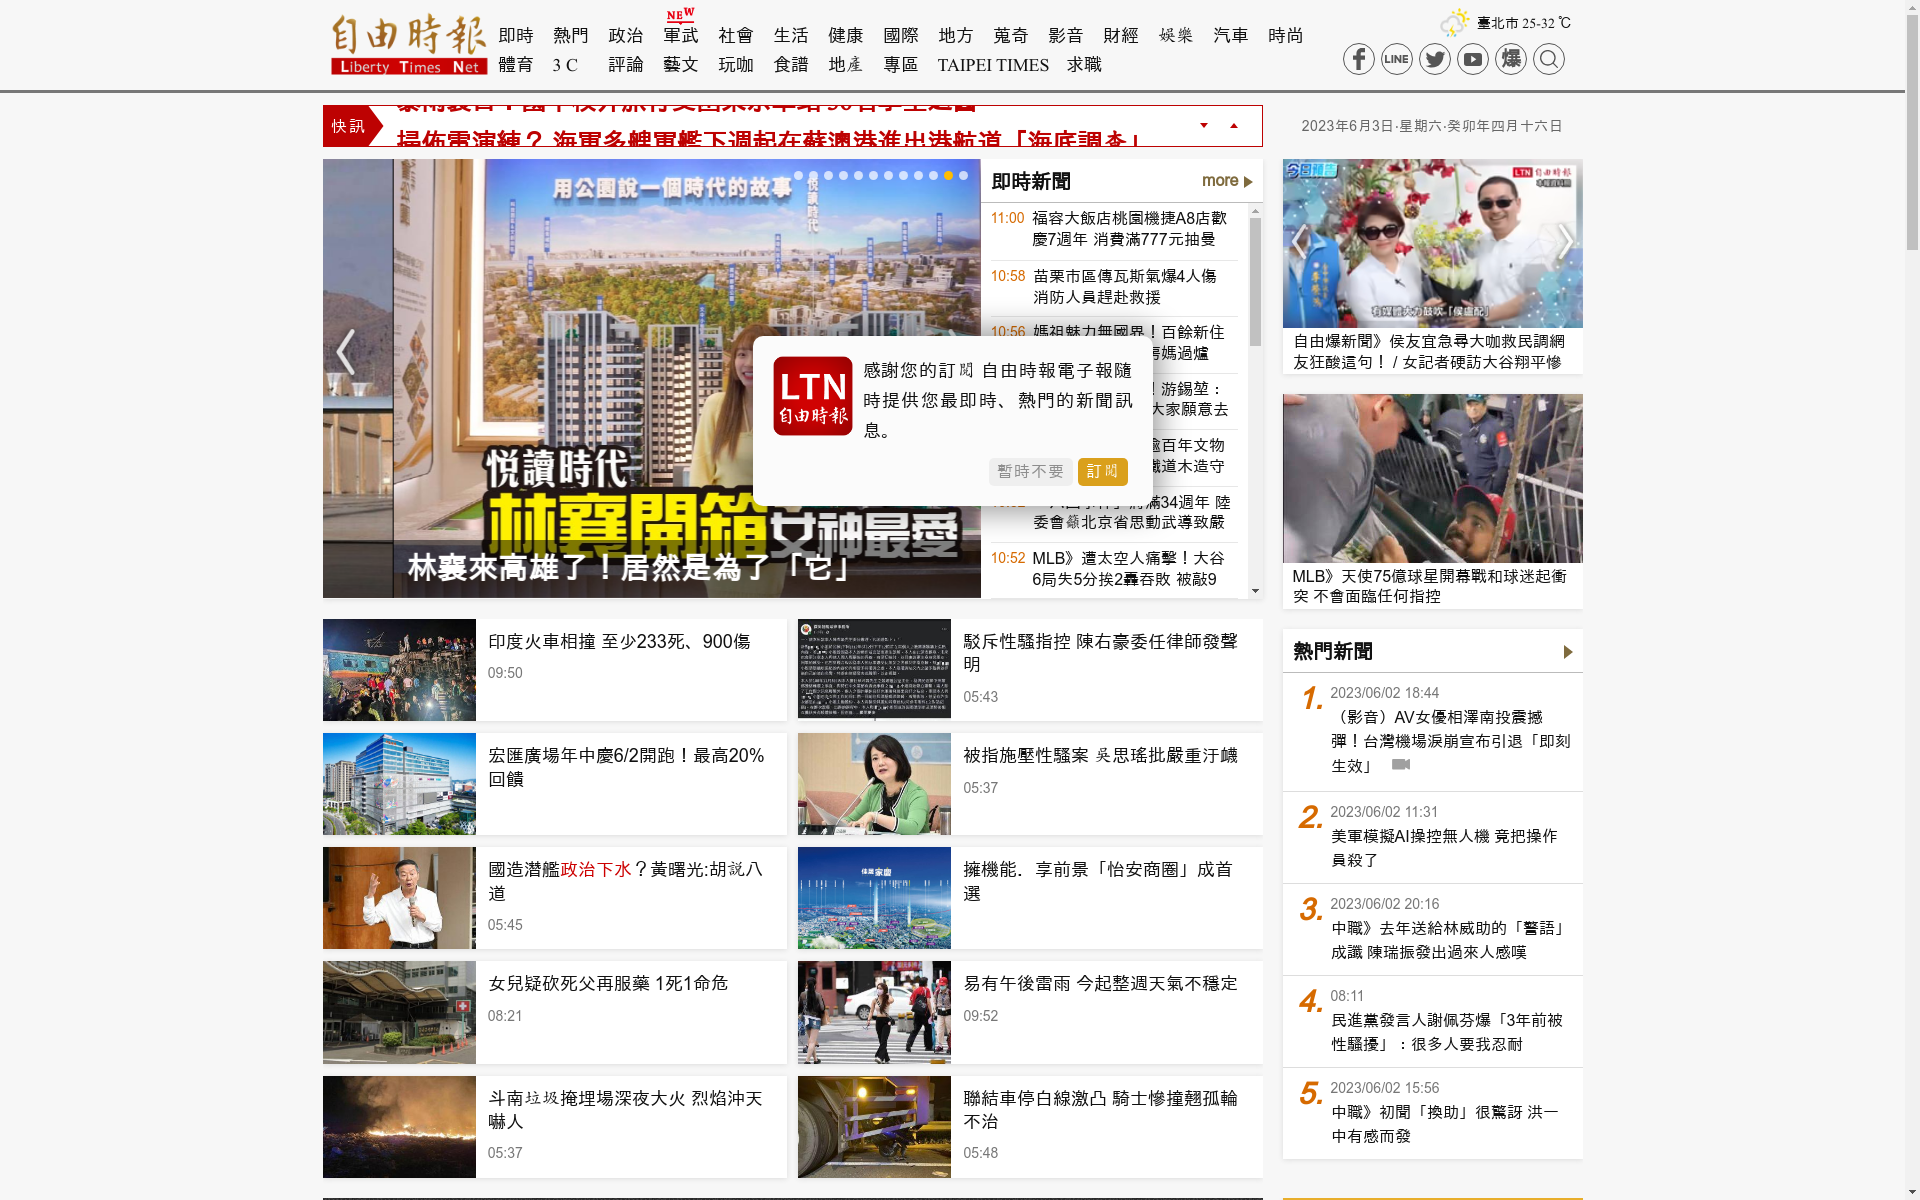 自由時報
Liberty Times Net
即時 熱門 政治 軍武 社會 生活 健康 國際 地方 蒐奇 影音 財經 娛樂 汽車 時尚
NEW
體育 3 C 評論 藝文 玩咖 食譜 地產 專區 TAIPEI TIMES 求職
臺北市 25-32 ℃
LINE
爆
快訊
掃佈雷演練？ 海軍多艘軍艦下週起在蘇澳港進出港航道「海底調查」
2023年6月3日‧星期六‧癸卯年四月十六日
用公園說一個時代的故事
悅讀時代
悅讀時代
林襄開箱女神最愛
林襄來高雄了！居然是為了「它」
即時新聞
more
11:00 福容大飯店桃園機捷A8店歡
慶7週年 消費滿777元抽曼
10:58 苗栗市區傳瓦斯氣爆4人傷
消防人員趕赴救援
10:56 媽祖魅力無國界！百餘新住
媽過爐
游錫堃：
大家願意去
百年文物
鐵道木造守
滿34週年 陸
委會籲北京省思動武導致嚴
10:52 MLB》遭太空人痛擊！大谷
6局失5分挨2轟吞敗 被敲9
LTN
自由時報
感謝您的訂閱 自由時報電子報隨
時提供您最即時、熱門的新聞訊
息。
暫時不要
訂閱
今日預告
LTN 自由時報
有媒體大力鼓吹「侯盧配」
自由爆新聞》侯友宜急尋大咖救民調網
友狂酸這句！ / 女記者硬訪大谷翔平慘
MLB》天使75億球星開幕戰和球迷起衝
突 不會面臨任何指控
印度火車相撞 至少233死、900傷
09:50
駁斥性騷指控 陳右豪委任律師發聲
明
05:43
宏匯廣場年中慶6/2開跑！最高20%
回饋
被指施壓性騷案 吳思瑤批嚴重汙衊
05:37
國造潛艦政治下水？黃曙光:胡說八
道
05:45
佳展家慶
擁機能．享前景「怡安商圈」成首
選
女兒疑砍死父再服藥 1死1命危
08:21
易有午後雷雨 今起整週天氣不穩定
09:52
斗南垃圾掩埋場深夜大火 烈焰沖天
嚇人
05:37
聯結車停白線激凸 騎士慘撞翹孤輪
不治
05:48
熱門新聞
1. 2023/06/02 18:44
（影音）AV女優相澤南投震撼
彈！台灣機場淚崩宣布引退「即刻
生效」
2. 2023/06/02 11:31
美軍模擬AI操控無人機 竟把操作
員殺了
3. 2023/06/02 20:16
中職》去年送給林威助的「警語」
成讖 陳瑞振發出過來人感嘆
4. 08:11
民進黨發言人謝佩芬爆「3年前被
性騷擾」：很多人要我忍耐
5. 2023/06/02 15:56
中職》初聞「換助」很驚訝 洪一
中有感而發